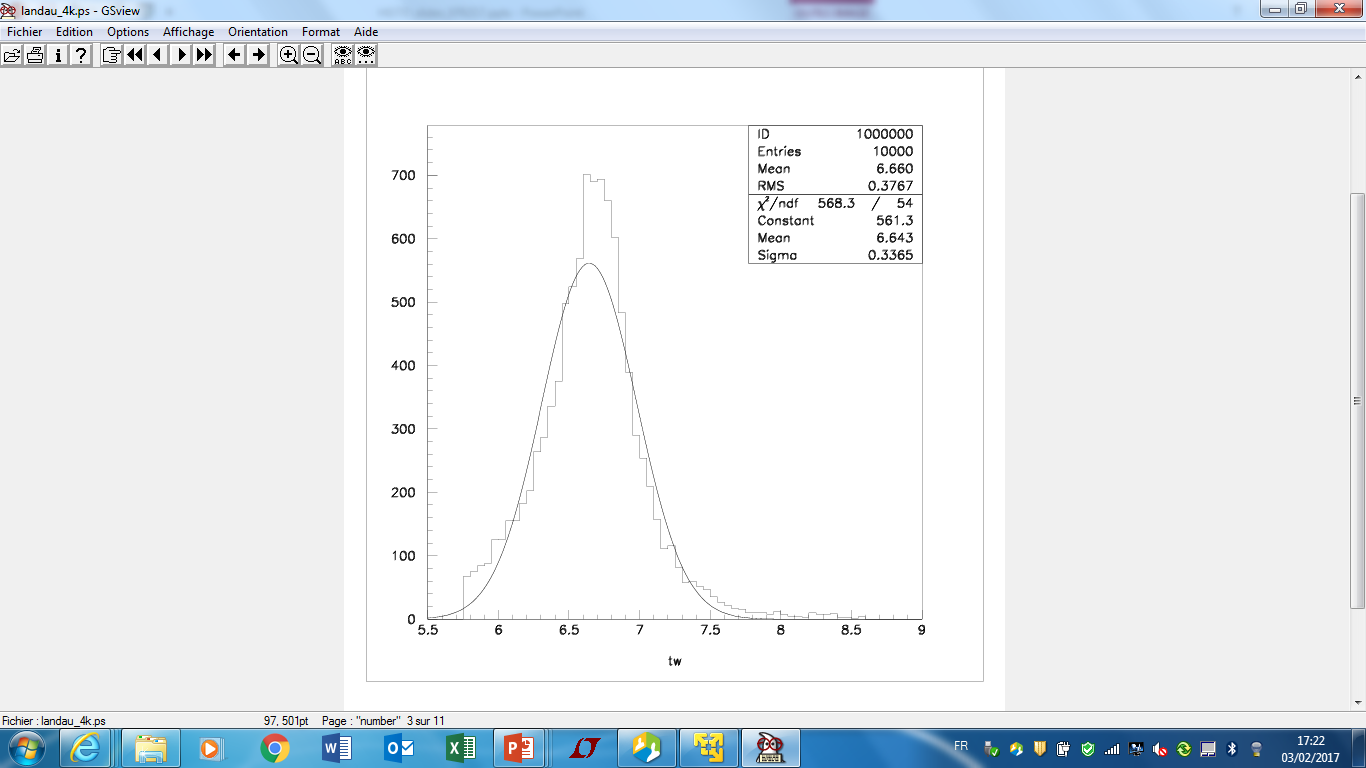 landau_4k.ps - GSview
Fichier Edition Options Affichage Orientation Format Aide
ABC
ID 1000000
Entries 10000
Mean 6.660
RMS 0.3767
χ²/ndf 568.3 / 54
Constant 561.3
Mean 6.643
Sigma 0.3365
700
600
500
400
300
200
100
0
5.5 6 6.5 7 7.5 8 8.5 9
tw
Fichier : landau_4k.ps 97, 501pt Page : "number" 3 sur 11
FR
17:22
03/02/2017